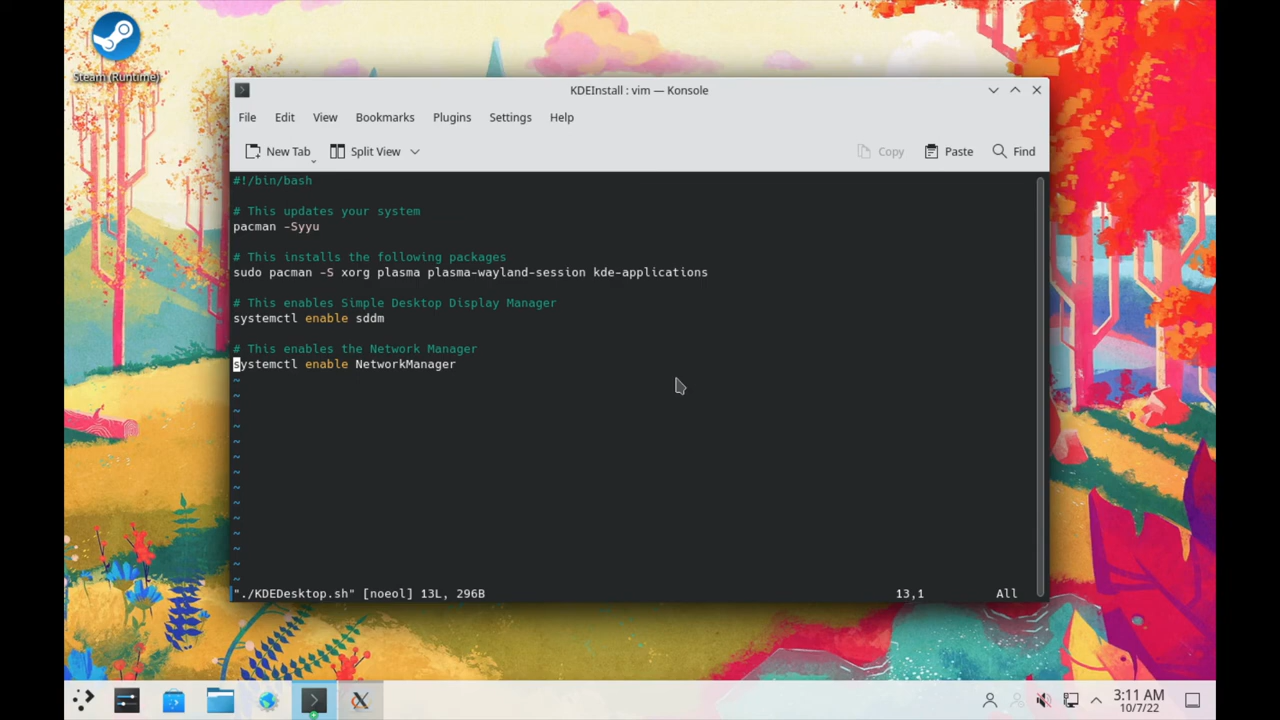 Steam (Runtime)
KDEInstall : vim — Konsole
File Edit View Bookmarks Plugins Settings Help
New Tab Split View Copy Paste Find
#!/bin/bash
# This updates your system
pacman -Syyu
# This installs the following packages
sudo pacman -S xorg plasma plasma-wayland-session kde-applications
# This enables Simple Desktop Display Manager
systemctl enable sddm
# This enables the Network Manager
systemctl enable NetworkManager
~
~
~
~
~
~
~
~
~
~
~
~
~
~
"./KDEDesktop.sh" [noeol] 13L, 296B 13,1 All
3:11 AM
10/7/22